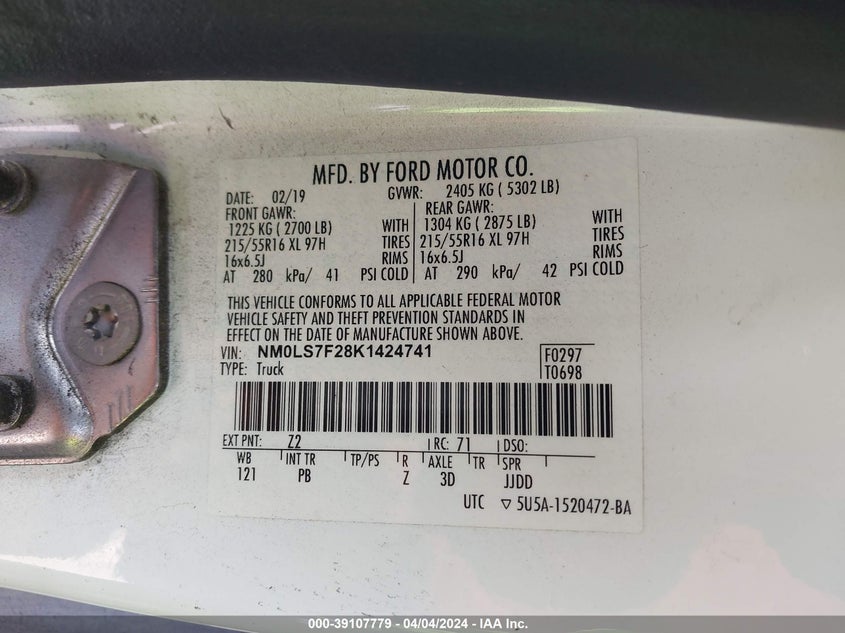 MFD. BY FORD MOTOR CO.
DATE: 02/19 GVWR: 2405 KG ( 5302 LB)
FRONT GAWR: REAR GAWR:
1225 KG ( 2700 LB) WITH 1304 KG ( 2875 LB) WITH
215/55R16 XL 97H TIRES 215/55R16 XL 97H TIRES
16x6.5J RIMS 16x6.5J RIMS
AT 280 kPa/ 41 PSI COLD AT 290 kPa/ 42 PSI COLD
THIS VEHICLE CONFORMS TO ALL APPLICABLE FEDERAL MOTOR
VEHICLE SAFETY AND THEFT PREVENTION STANDARDS IN
EFFECT ON THE DATE OF MANUFACTURE SHOWN ABOVE.
VIN: NM0LS7F28K1424741 F0297
TYPE: Truck T0698
EXT PNT: Z2 RC: 71 DSO:
WB INT TR TP/PS R AXLE TR SPR
121 PB Z 3D JJDD
UTC ▽ 5U5A-1520472-BA
000-39107779 - 04/04/2024 - IAA Inc.